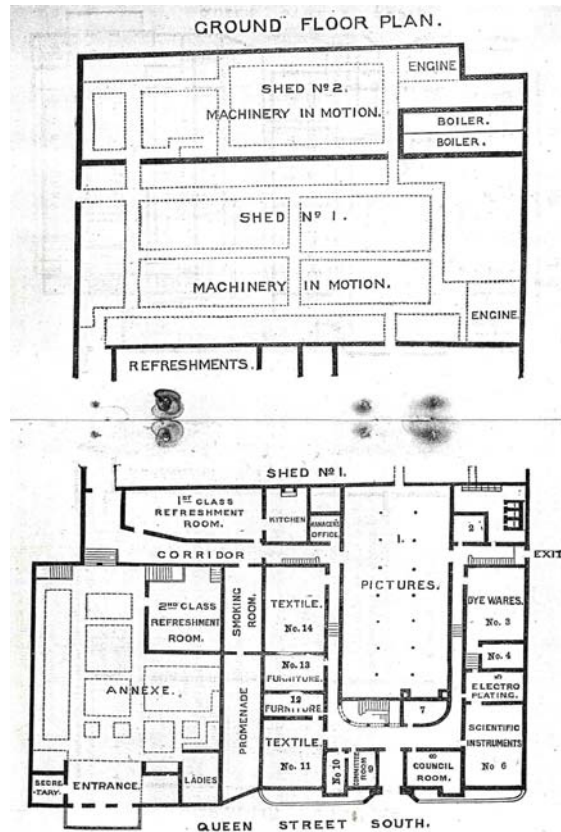 GROUND FLOOR PLAN.
ENGINE
SHED Nº 2.
MACHINERY IN MOTION.
BOILER.
BOILER.
SHED Nº 1.
MACHINERY IN MOTION.
ENGINE
REFRESHMENTS.
SHED Nº 1.
1ST CLASS
REFRESHMENT
ROOM.
KITCHEN
MANAGERS
OFFICE.
1.
PICTURES.
2
CORRIDOR
EXIT
2ND CLASS
REFRESHMENT
ROOM.
SMOKING
ROOM.
TEXTILE.
No. 14
DYE WARES.
No. 3
No. 4
No. 13
FURNITURE.
5
ELECTRO
PLATING.
ANNEXE.
12
FURNITURE
7
PROMENADE
TEXTILE.
No. 11
SCIENTIFIC
INSTRUMENTS
No 6
No 10
COMMITTEE
ROOM
9
8
COUNCIL
ROOM.
SECRE-
TARY.
ENTRANCE.
LADIES
QUEEN STREET SOUTH.